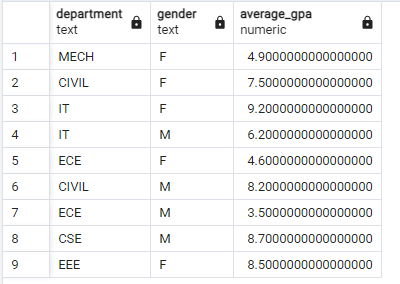 department gender average_gpa
text text numeric
1 MECH F 4.9000000000000000
2 CIVIL F 7.5000000000000000
3 IT F 9.2000000000000000
4 IT M 6.2000000000000000
5 ECE F 4.6000000000000000
6 CIVIL M 8.2000000000000000
7 ECE M 3.5000000000000000
8 CSE M 8.7000000000000000
9 EEE F 8.5000000000000000